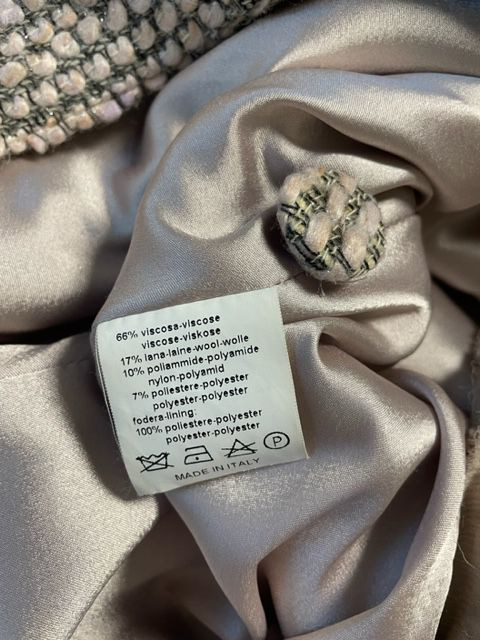 66% viscosa-viscose
viscose-viskose
17% lana-laine-wool-wolle
10% poliammide-polyamide
nylon-polyamid
7% poliestere-polyester
polyester-polyester
fodera-lining:
100% poliestere-polyester
polyester-polyester
P
MADE IN ITALY